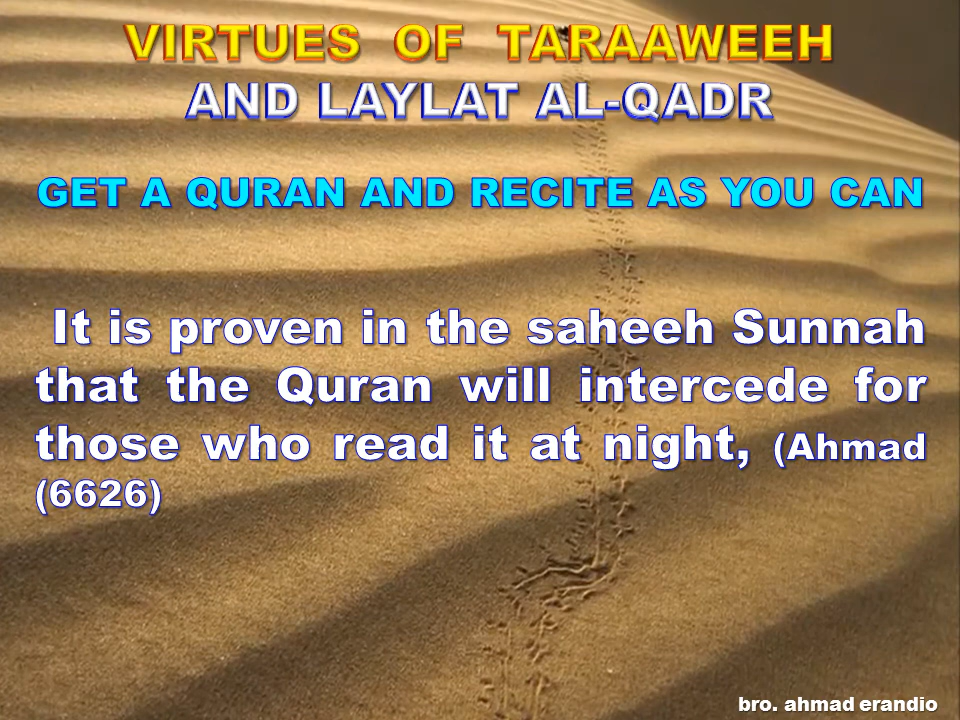 VIRTUES OF TARAAWEEH
AND LAYLAT AL-QADR
GET A QURAN AND RECITE AS YOU CAN
It is proven in the saheeh Sunnah
that the Quran will intercede for
those who read it at night, (Ahmad
(6626)
bro. ahmad erandio